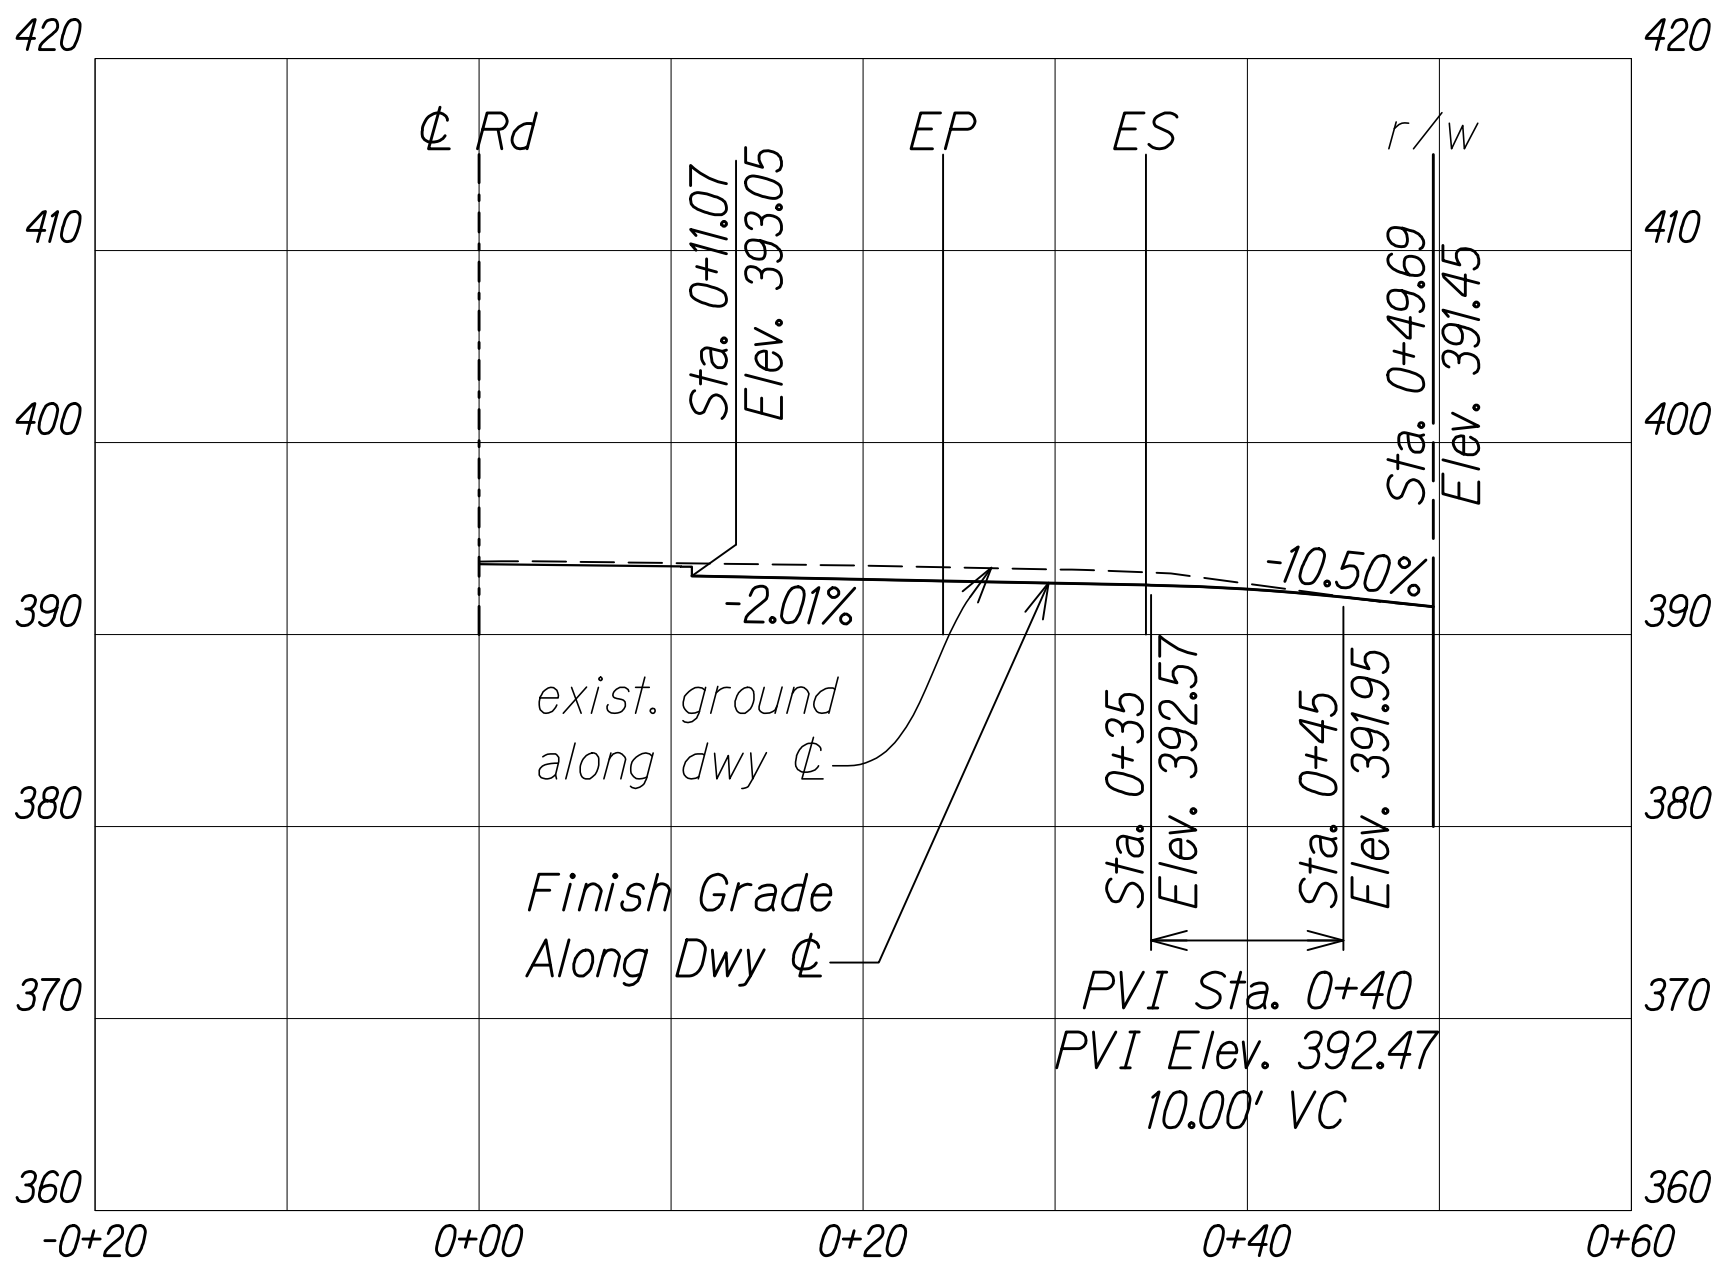 420
420
℄ Rd
EP
ES
r/w
Sta. 0+11.07
Elev. 393.05
Sta. 0+49.69
Elev. 391.45
410
410
400
400
-10.50%
-2.01%
390
390
exist. ground
along dwy ℄
Sta. 0+35
Elev. 392.57
Sta. 0+45
Elev. 391.95
380
380
Finish Grade
Along Dwy ℄
PVI Sta. 0+40
PVI Elev. 392.47
10.00' VC
370
370
360
360
-0+20
0+00
0+20
0+40
0+60